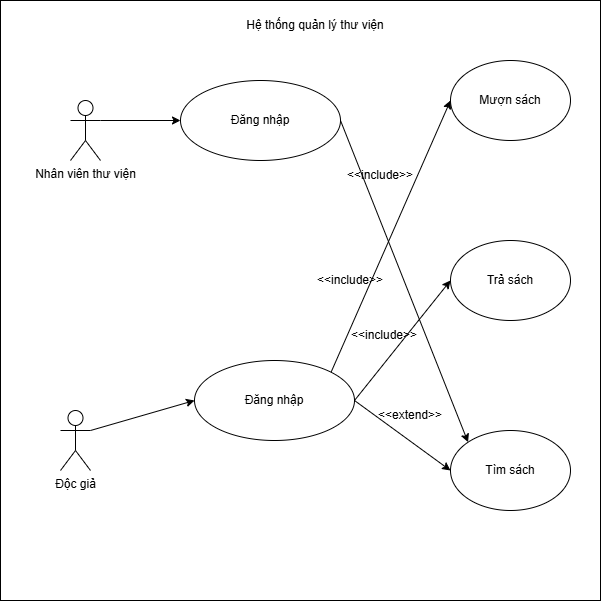 Hệ thống quản lý thư viện
Mượn sách
Đăng nhập
Nhân viên thư viện
<<include>>
<<include>>
Trả sách
<<include>>
Đăng nhập
<<extend>>
Tìm sách
Độc giả